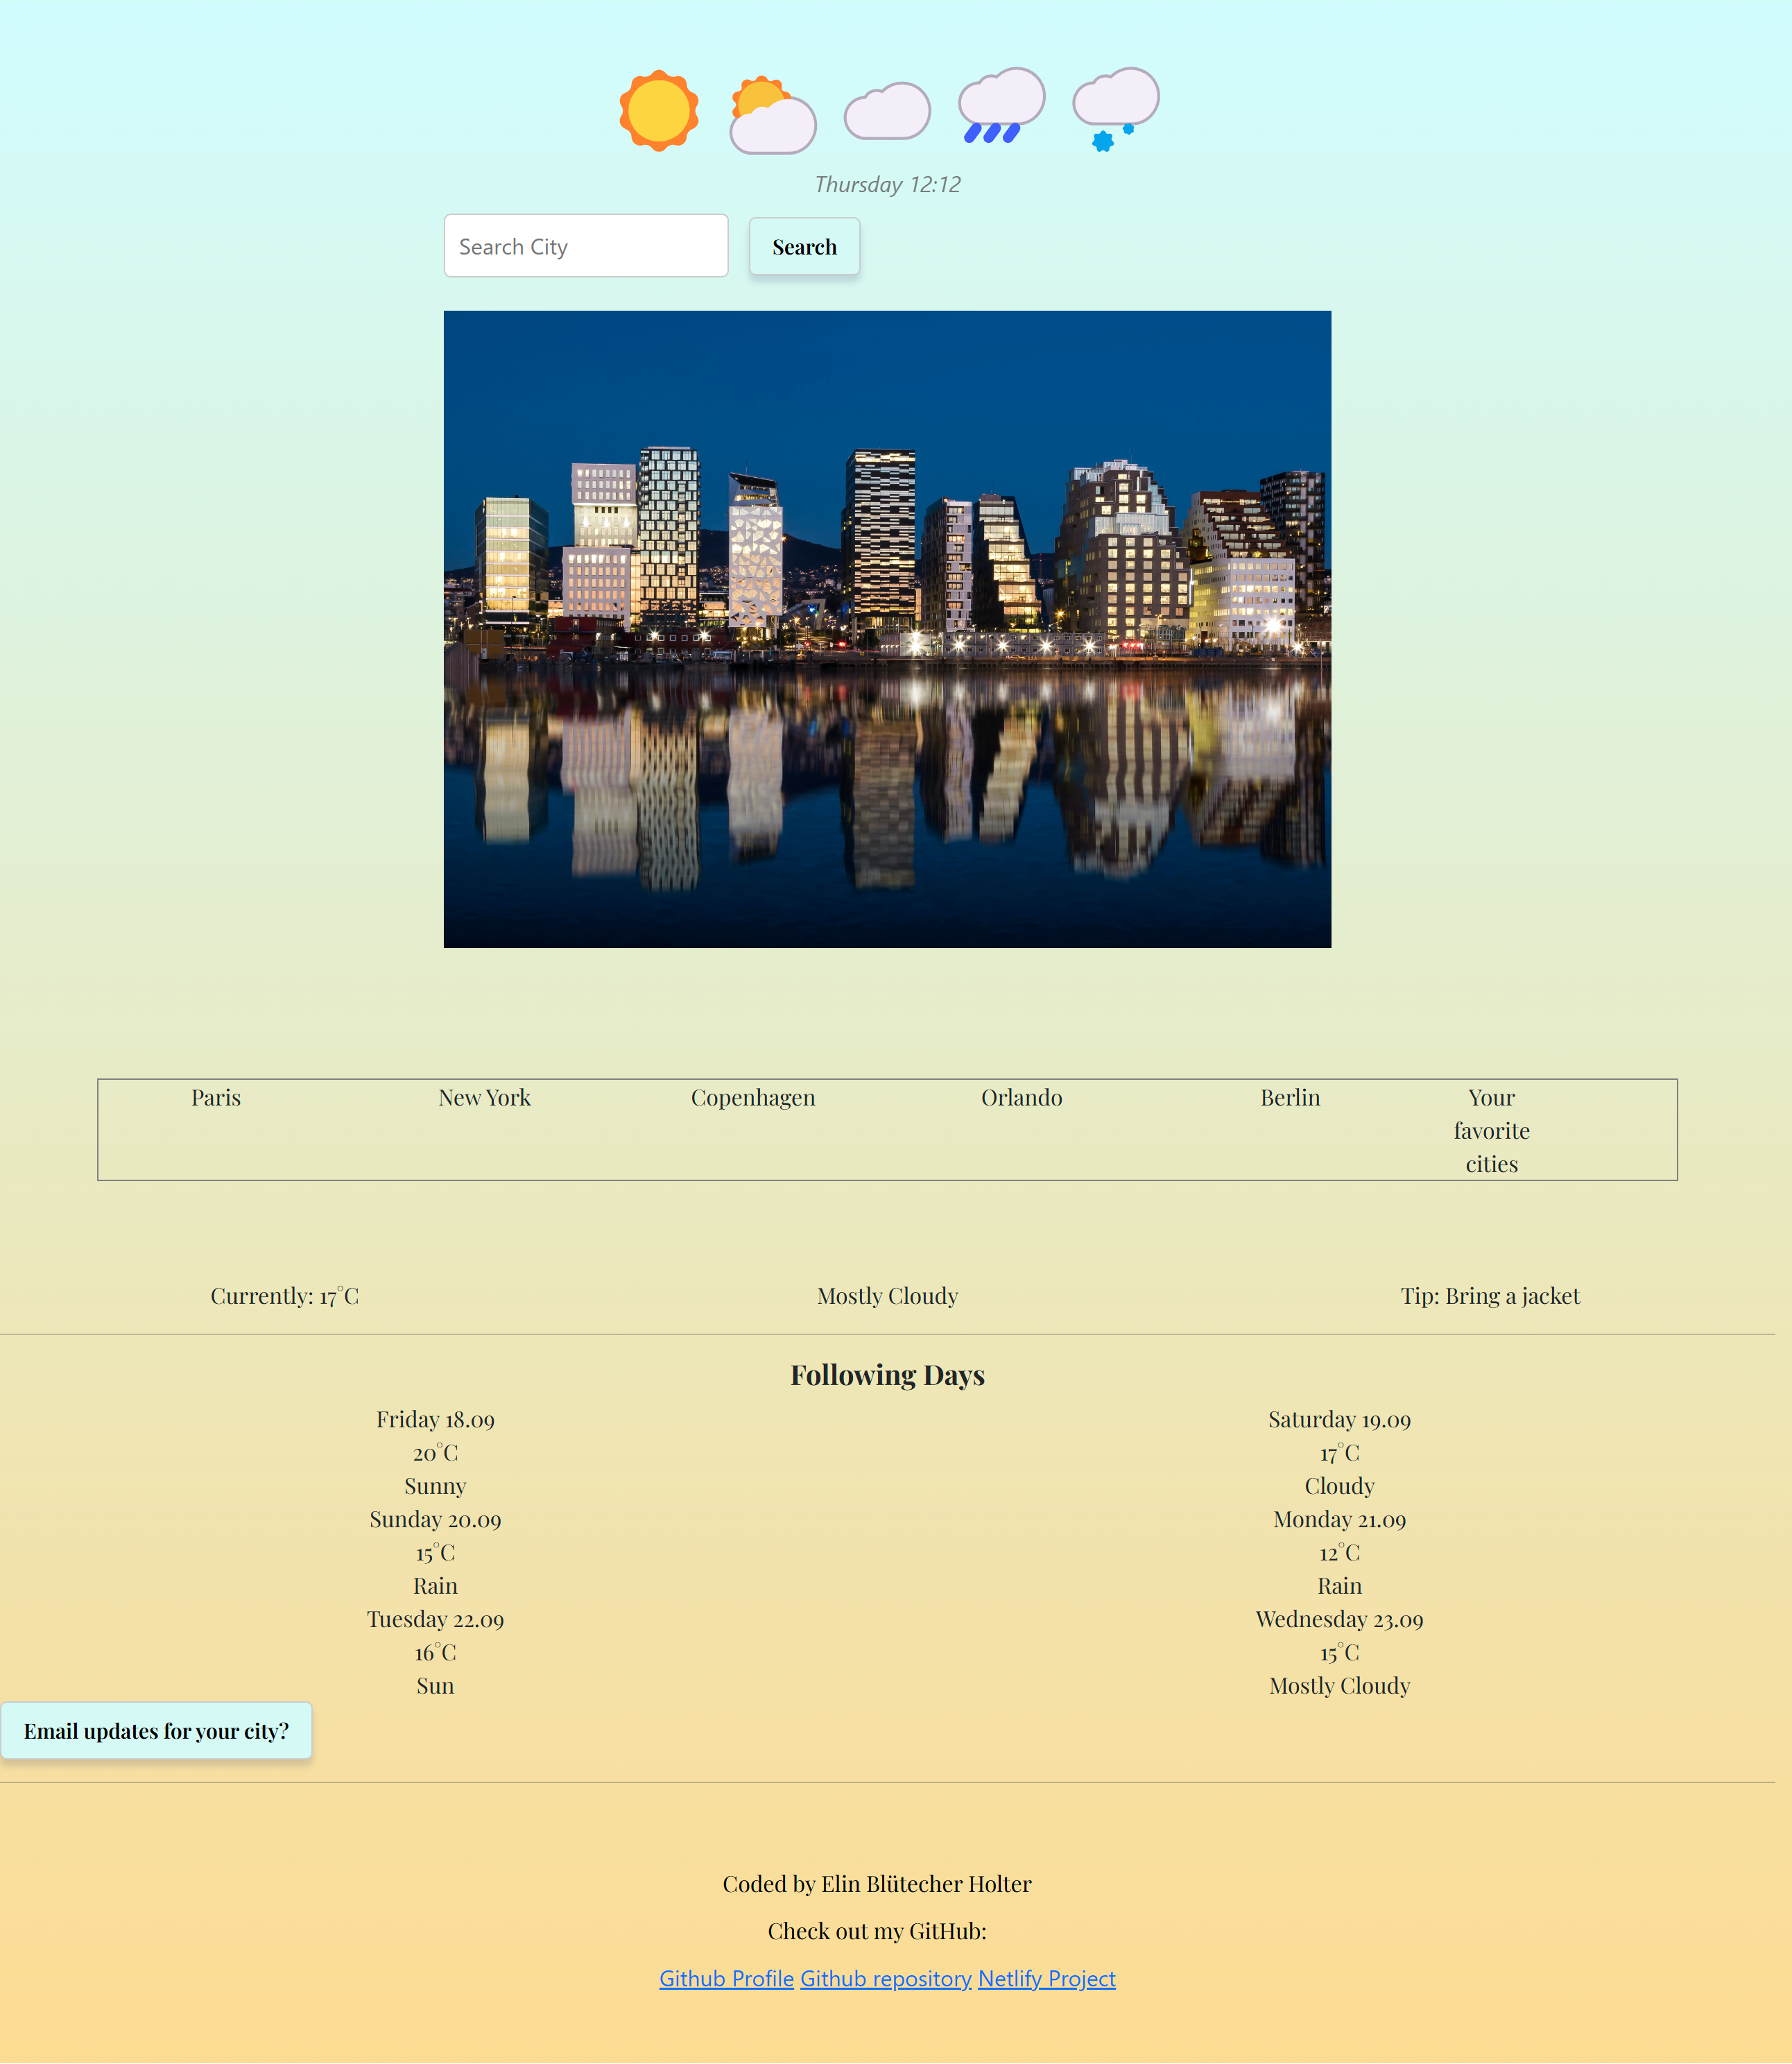 Thursday 12:12
Search City
Search
Paris
New York
Copenhagen
Orlando
Berlin
Your
favorite
cities
Currently: 17°C
Mostly Cloudy
Tip: Bring a jacket
Following Days
Friday 18.09
20°C
Sunny
Saturday 19.09
17°C
Cloudy
Sunday 20.09
15°C
Rain
Monday 21.09
12°C
Rain
Tuesday 22.09
16°C
Sun
Wednesday 23.09
15°C
Mostly Cloudy
Email updates for your city?
Coded by Elin Blütecher Holter
Check out my GitHub:
Github Profile Github repository Netlify Project